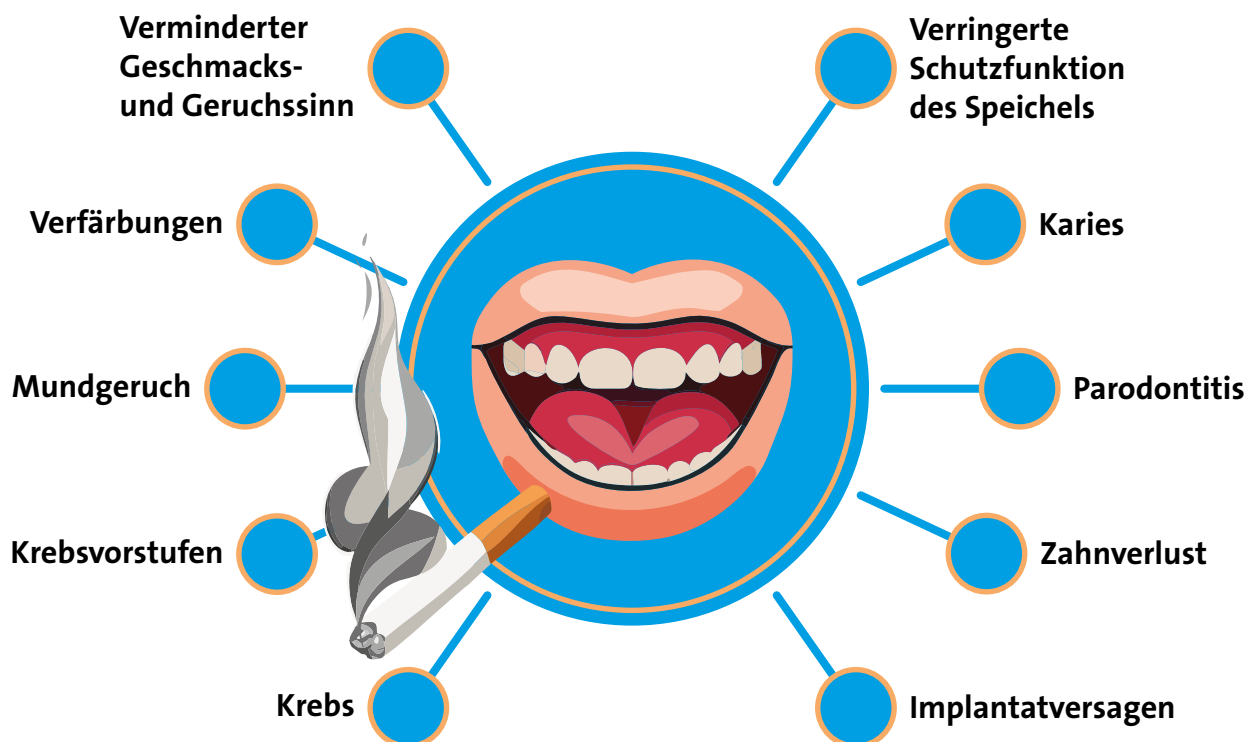 Verminderter
Geschmacks-
und Geruchssinn
Verringerte
Schutzfunktion
des Speichels
Verfärbungen
Karies
Mundgeruch
Parodontitis
Krebsvorstufen
Zahnverlust
Krebs
Implantatversagen